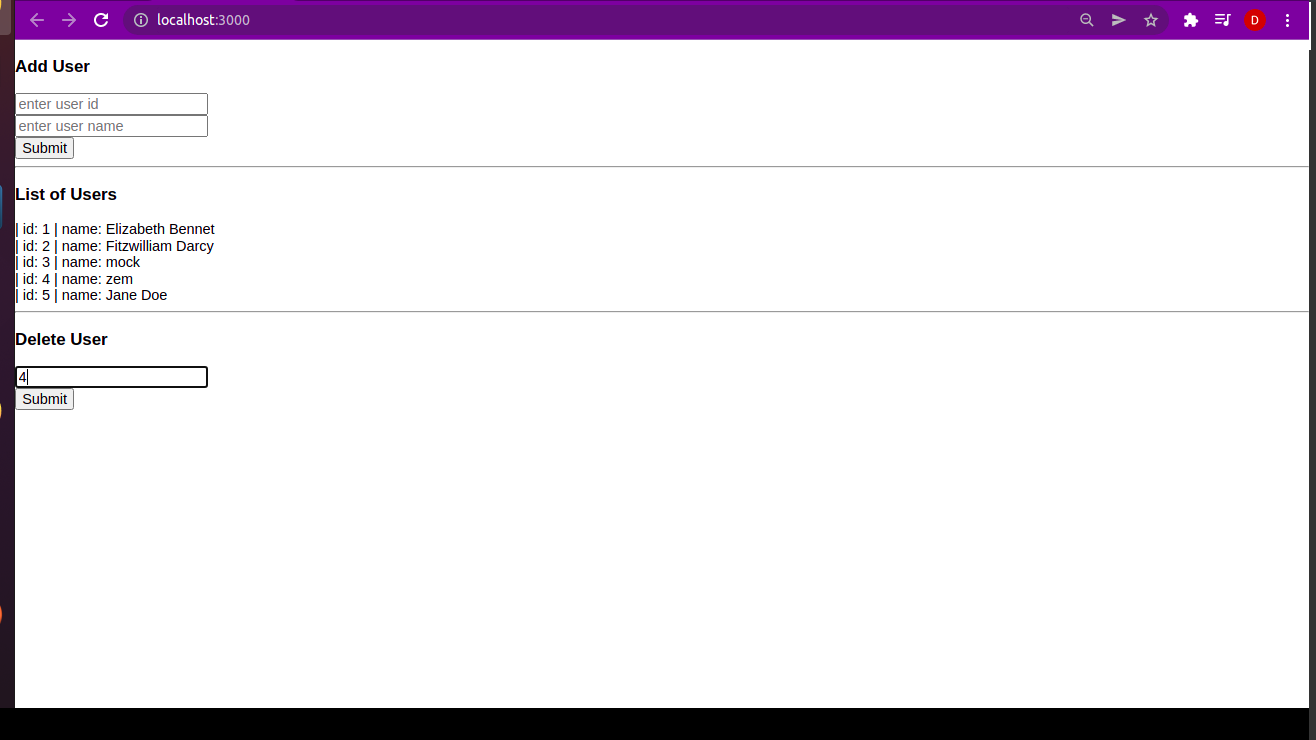 localhost:3000
D
Add User
enter user id
enter user name
Submit
List of Users
| id: 1 | name: Elizabeth Bennet
| id: 2 | name: Fitzwilliam Darcy
| id: 3 | name: mock
| id: 4 | name: zem
| id: 5 | name: Jane Doe
Delete User
4
Submit